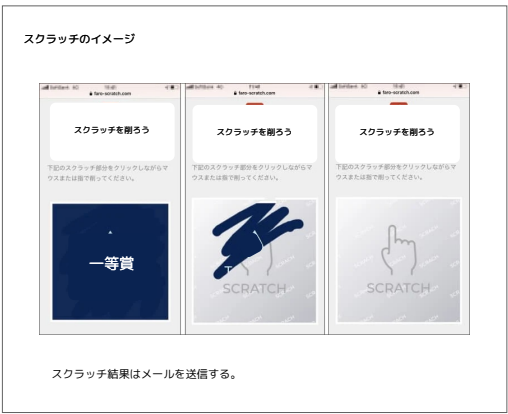 スクラッチのイメージ
faro-scratch.com
スクラッチを削ろう
下記のスクラッチ部分をクリックしながらマ
ウスまたは指で削ってください。
一等賞
faro-scratch.com
スクラッチを削ろう
下記のスクラッチ部分をクリックしながらマ
ウスまたは指で削ってください。
SCRATCH
faro-scratch.com
スクラッチを削ろう
下記のスクラッチ部分をクリックしながらマ
ウスまたは指で削ってください。
SCRATCH
スクラッチ結果はメールを送信する。